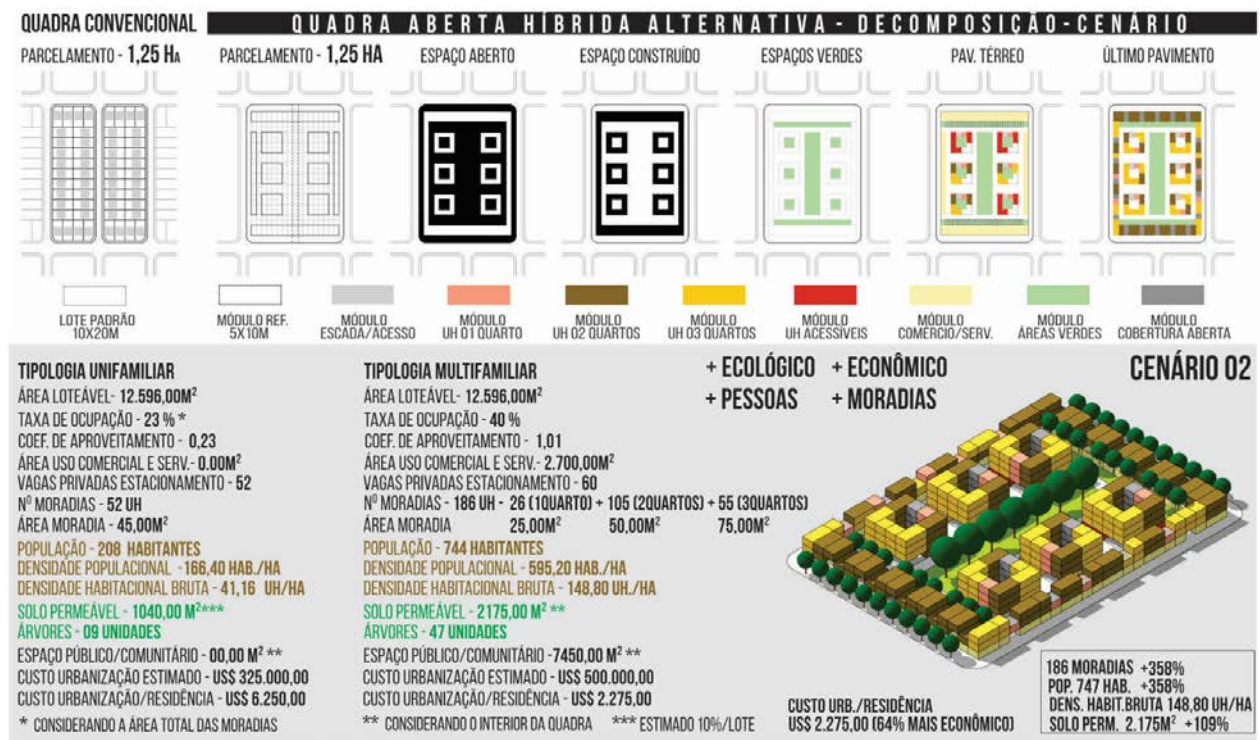 QUADRA CONVENCIONAL
QUADRA ABERTA HÍBRIDA ALTERNATIVA - DECOMPOSIÇÃO-CENÁRIO
PARCELAMENTO - 1,25 HA
PARCELAMENTO - 1,25 HA
ESPAÇO ABERTO
ESPAÇO CONSTRUÍDO
ESPAÇOS VERDES
PAV. TÉRREO
ÚLTIMO PAVIMENTO
LOTE PADRÃO
10X20M
MÓDULO REF.
5X10M
MÓDULO
ESCADA/ACESSO
MÓDULO
UH 01 QUARTO
MÓDULO
UH 02 QUARTOS
MÓDULO
UH 03 QUARTOS
MÓDULO
UH ACESSÍVEIS
MÓDULO
COMÉRCIO/SERV.
MÓDULO
ÁREAS VERDES
MÓDULO
COBERTURA ABERTA
TIPOLOGIA UNIFAMILIAR
ÁREA LOTEÁVEL- 12.596,00M²
TAXA DE OCUPAÇÃO - 23 % *
COEF. DE APROVEITAMENTO - 0,23
ÁREA USO COMERCIAL E SERV.- 0.00M²
VAGAS PRIVADAS ESTACIONAMENTO - 52
Nº MORADIAS - 52 UH
ÁREA MORADIA - 45,00M²
POPULAÇÃO - 208 HABITANTES
DENSIDADE POPULACIONAL -166,40 HAB./HA
DENSIDADE HABITACIONAL BRUTA - 41,16 UH/HA
SOLO PERMEÁVEL - 1040,00 M²***
ÁRVORES - 09 UNIDADES
ESPAÇO PÚBLICO/COMUNITÁRIO - 00,00 M² **
CUSTO URBANIZAÇÃO ESTIMADO - US$ 325.000,00
CUSTO URBANIZAÇÃO/RESIDÊNCIA - US$ 6.250,00
* CONSIDERANDO A ÁREA TOTAL DAS MORADIAS
TIPOLOGIA MULTIFAMILIAR
ÁREA LOTEÁVEL- 12.596,00M²
TAXA DE OCUPAÇÃO - 40 %
COEF. DE APROVEITAMENTO - 1,01
ÁREA USO COMERCIAL E SERV.- 2.700,00M²
VAGAS PRIVADAS ESTACIONAMENTO - 60
Nº MORADIAS - 186 UH - 26 (1QUARTO) + 105 (2QUARTOS) + 55 (3QUARTOS)
ÁREA MORADIA 25,00M² 50,00M² 75,00M²
POPULAÇÃO - 744 HABITANTES
DENSIDADE POPULACIONAL - 595,20 HAB./HA
DENSIDADE HABITACIONAL BRUTA - 148,80 UH./HA
SOLO PERMEÁVEL - 2175,00 M² **
ÁRVORES - 47 UNIDADES
ESPAÇO PÚBLICO/COMUNITÁRIO -7450,00 M² **
CUSTO URBANIZAÇÃO ESTIMADO - US$ 500.000,00
CUSTO URBANIZAÇÃO/RESIDÊNCIA - US$ 2.275,00
** CONSIDERANDO O INTERIOR DA QUADRA *** ESTIMADO 10%/LOTE
+ ECOLÓGICO + ECONÔMICO
+ PESSOAS + MORADIAS
CENÁRIO 02
CUSTO URB./RESIDÊNCIA
US$ 2.275,00 (64% MAIS ECONÔMICO)
186 MORADIAS +358%
POP. 747 HAB. +358%
DENS. HABIT.BRUTA 148,80 UH/HA
SOLO PERM. 2.175M² +109%